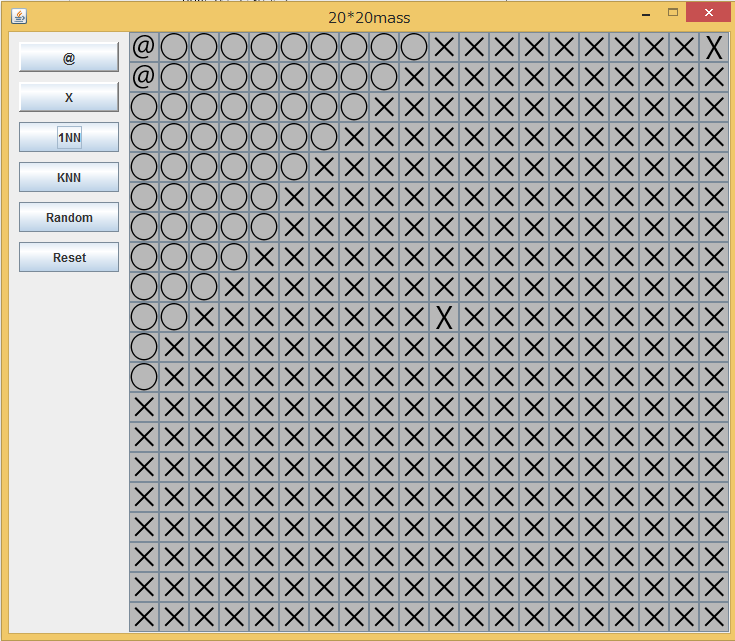 20*20mass
@
X
1NN
KNN
Random
Reset
@ ○ ○ ○ ○ ○ ○ ○ ○ ○ × × × × × × × × × X
@ ○ ○ ○ ○ ○ ○ ○ ○ × × × × × × × × × × ×
○ ○ ○ ○ ○ ○ ○ ○ × × × × × × × × × × × ×
○ ○ ○ ○ ○ ○ ○ × × × × × × × × × × × × ×
○ ○ ○ ○ ○ ○ × × × × × × × × × × × × × ×
○ ○ ○ ○ ○ × × × × × × × × × × × × × × ×
○ ○ ○ ○ ○ × × × × × × × × × × × × × × ×
○ ○ ○ ○ × × × × × × × × × × × × × × × ×
○ ○ ○ × × × × × × × × × × × × × × × × ×
○ ○ × × × × × × × × X × × × × × × × × ×
○ × × × × × × × × × × × × × × × × × × ×
○ × × × × × × × × × × × × × × × × × × ×
× × × × × × × × × × × × × × × × × × × ×
× × × × × × × × × × × × × × × × × × × ×
× × × × × × × × × × × × × × × × × × × ×
× × × × × × × × × × × × × × × × × × × ×
× × × × × × × × × × × × × × × × × × × ×
× × × × × × × × × × × × × × × × × × × ×
× × × × × × × × × × × × × × × × × × × ×
× × × × × × × × × × × × × × × × × × × ×